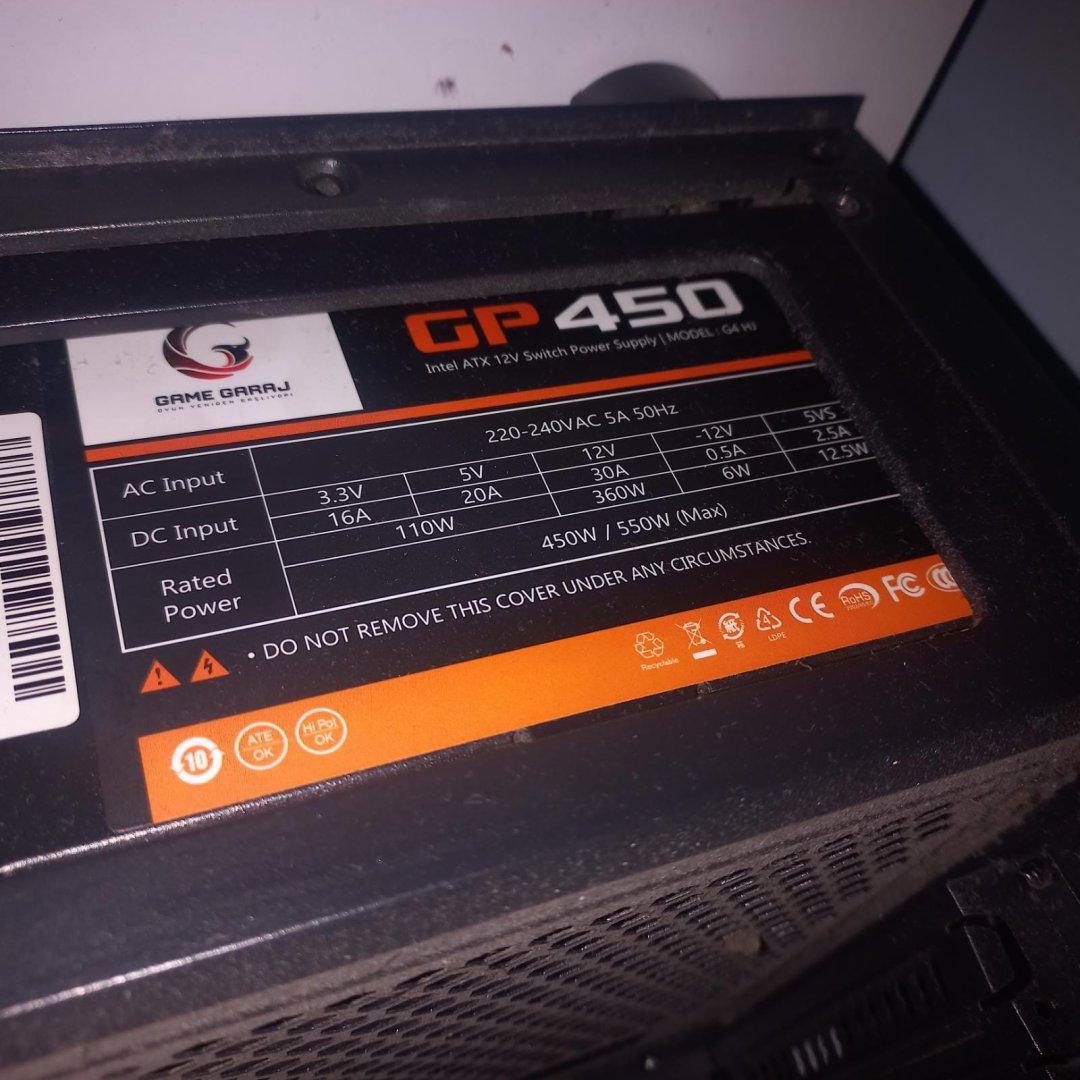 GP 450
Intel ATX 12V Switch Power Supply | MODEL : G4 H5
GAME GARAJ
OYUN YENİDEN BAŞLIYOR!
AC Input 220-240VAC 5A 50Hz
DC Input 3.3V 5V 12V -12V 5VS
16A 20A 30A 0.5A 2.5A
Rated Power 110W 360W 6W 12.5W
450W / 550W (Max)
• DO NOT REMOVE THIS COVER UNDER ANY CIRCUMSTANCES.
10
ATE OK
Hi Pot OK
Recyclable
4
LDPE
CE
RoHS
FC